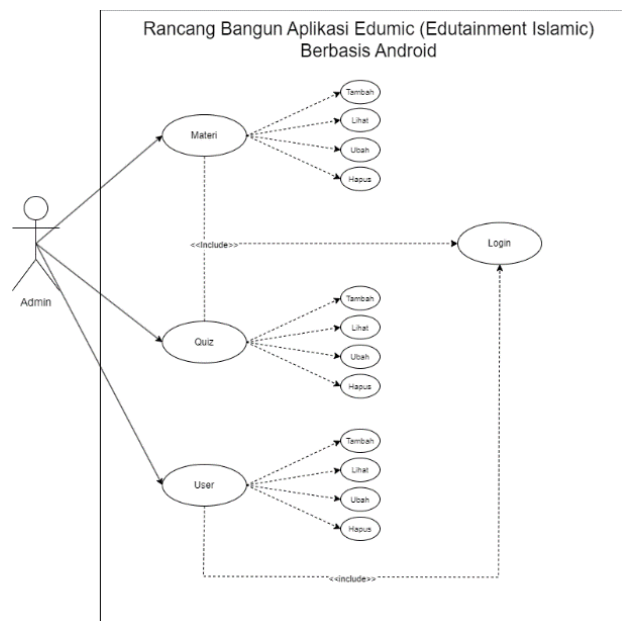 Rancang Bangun Aplikasi Edumic (Edutainment Islamic)
Berbasis Android
Tambah
Materi
Lihat
Ubah
Hapus
<<Include>>
Login
Admin
Tambah
Quiz
Lihat
Ubah
Hapus
Tambah
User
Lihat
Ubah
Hapus
<<include>>